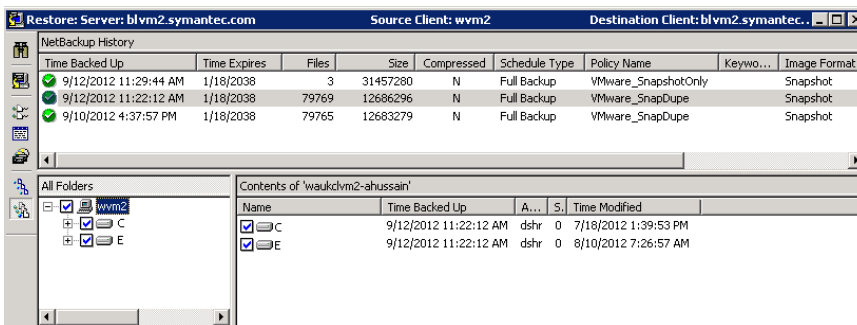 Restore: Server: blvm2.symantec.com Source Client: wvm2 Destination Client: blvm2.symantec..
NetBackup History
Time Backed Up Time Expires Files Size Compressed Schedule Type Policy Name Keywo... Image Format
9/12/2012 11:29:44 AM 1/18/2038 3 31457280 N Full Backup VMware_SnapshotOnly Snapshot
9/12/2012 11:22:12 AM 1/18/2038 79769 12686296 N Full Backup VMware_SnapDupe Snapshot
9/10/2012 4:37:57 PM 1/18/2038 79765 12683279 N Full Backup VMware_SnapDupe Snapshot
All Folders Contents of 'waukclvm2-ahussain'
wvm2 Name Time Backed Up A... S. Time Modified
C C 9/12/2012 11:22:12 AM dshr 0 7/18/2012 1:39:53 PM
E E 9/12/2012 11:22:12 AM dshr 0 8/10/2012 7:26:57 AM